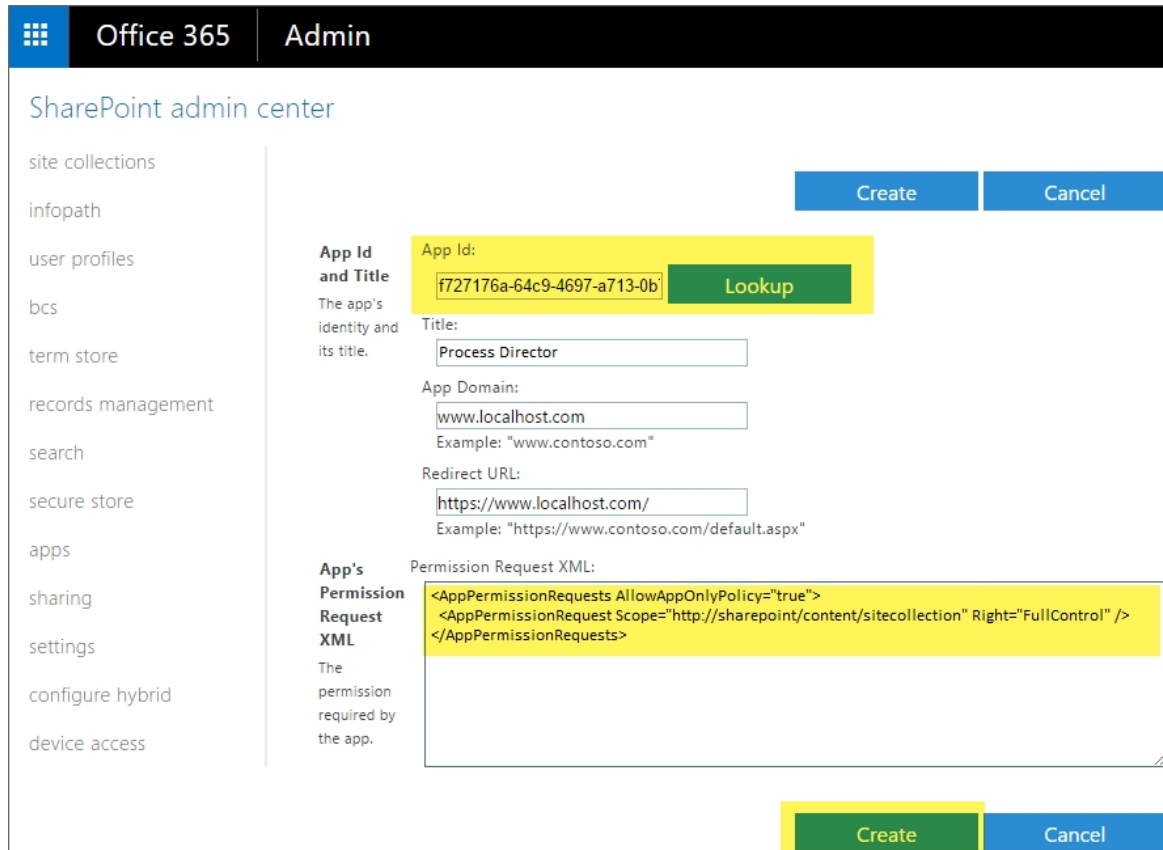 Office 365
Admin
SharePoint admin center
site collections
infopath
user profiles
bcs
term store
records management
search
secure store
apps
sharing
settings
configure hybrid
device access
Create
Cancel
App Id
and Title
The app's
identity and
its title.
App Id:
f727176a-64c9-4697-a713-0b
Lookup
Title:
Process Director
App Domain:
www.localhost.com
Example: "www.contoso.com"
Redirect URL:
https://www.localhost.com/
Example: "https://www.contoso.com/default.aspx"
App's
Permission
Request
XML
The
permission
required by
the app.
Permission Request XML:
<AppPermissionRequests AllowAppOnlyPolicy="true">
<AppPermissionRequest Scope="http://sharepoint/content/sitecollection" Right="FullControl" />
</AppPermissionRequests>
Create
Cancel